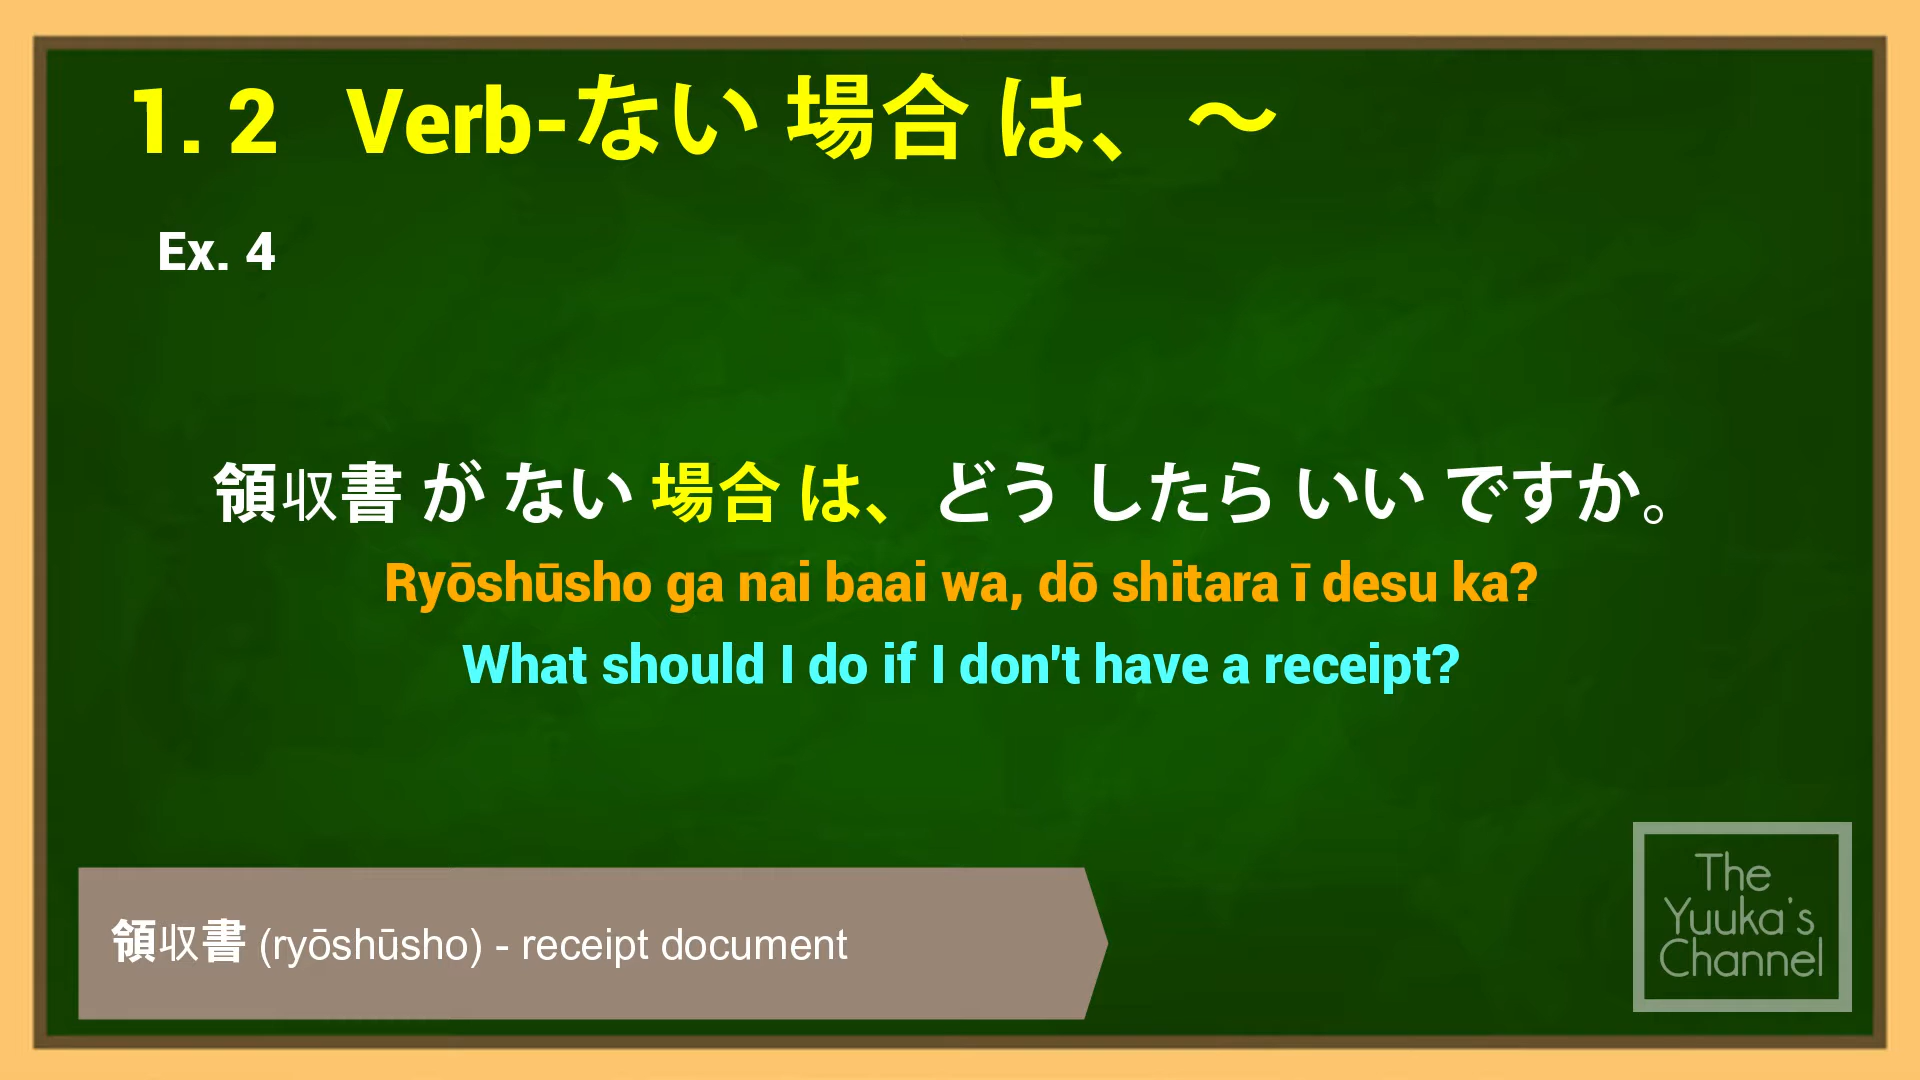 1. 2 Verb-ない 場合 は、～
Ex. 4
領収書 が ない 場合 は、どう したら いい ですか。
Ryōshūsho ga nai baai wa, dō shitara ī desu ka?
What should I do if I don't have a receipt?
領収書 (ryōshūsho) - receipt document
The
Yuuka's
Channel